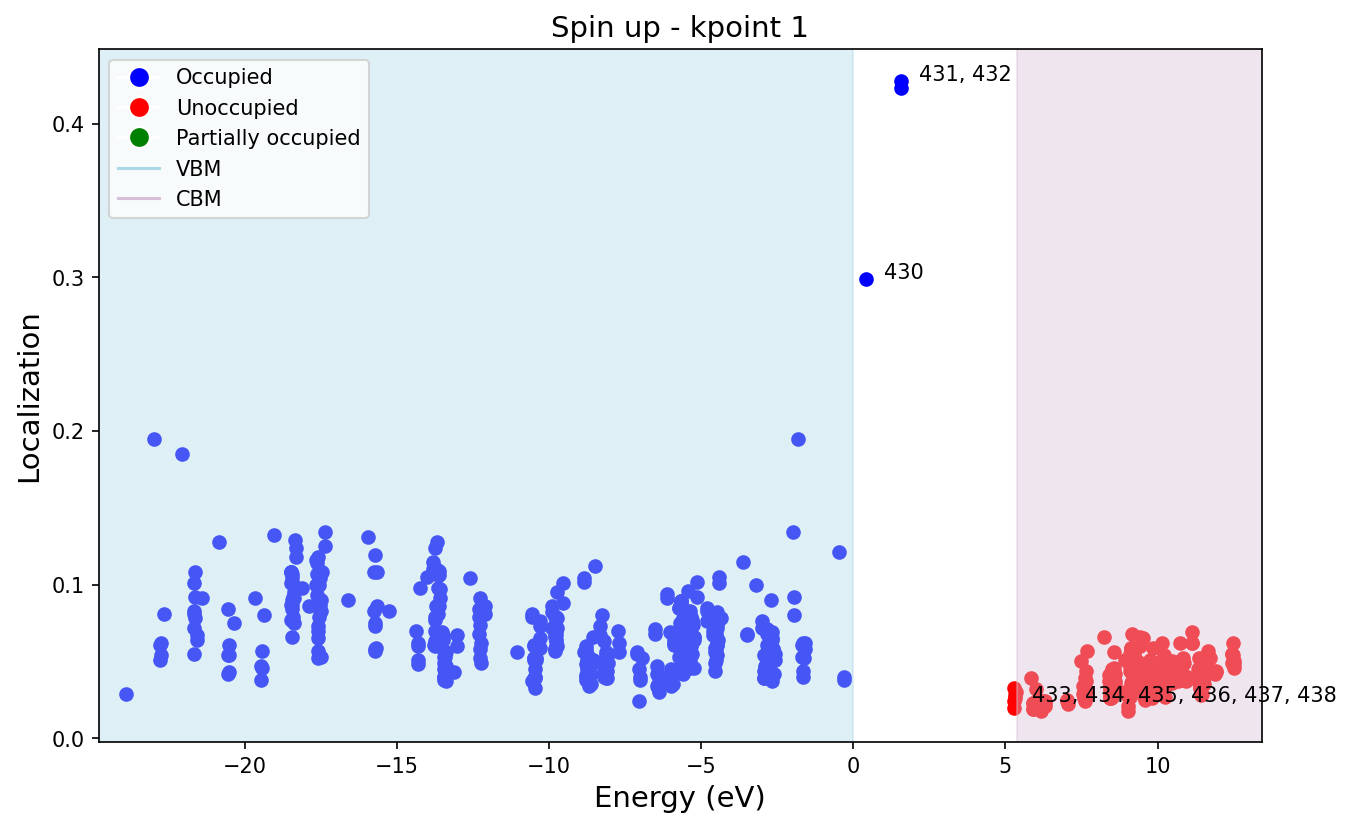 Spin up - kpoint 1
Occupied
Unoccupied
Partially occupied
VBM
CBM
431, 432
430
433, 434, 435, 436, 437, 438
Localization
0.4
0.3
0.2
0.1
0.0
−20
−15
−10
−5
0
5
10
Energy (eV)